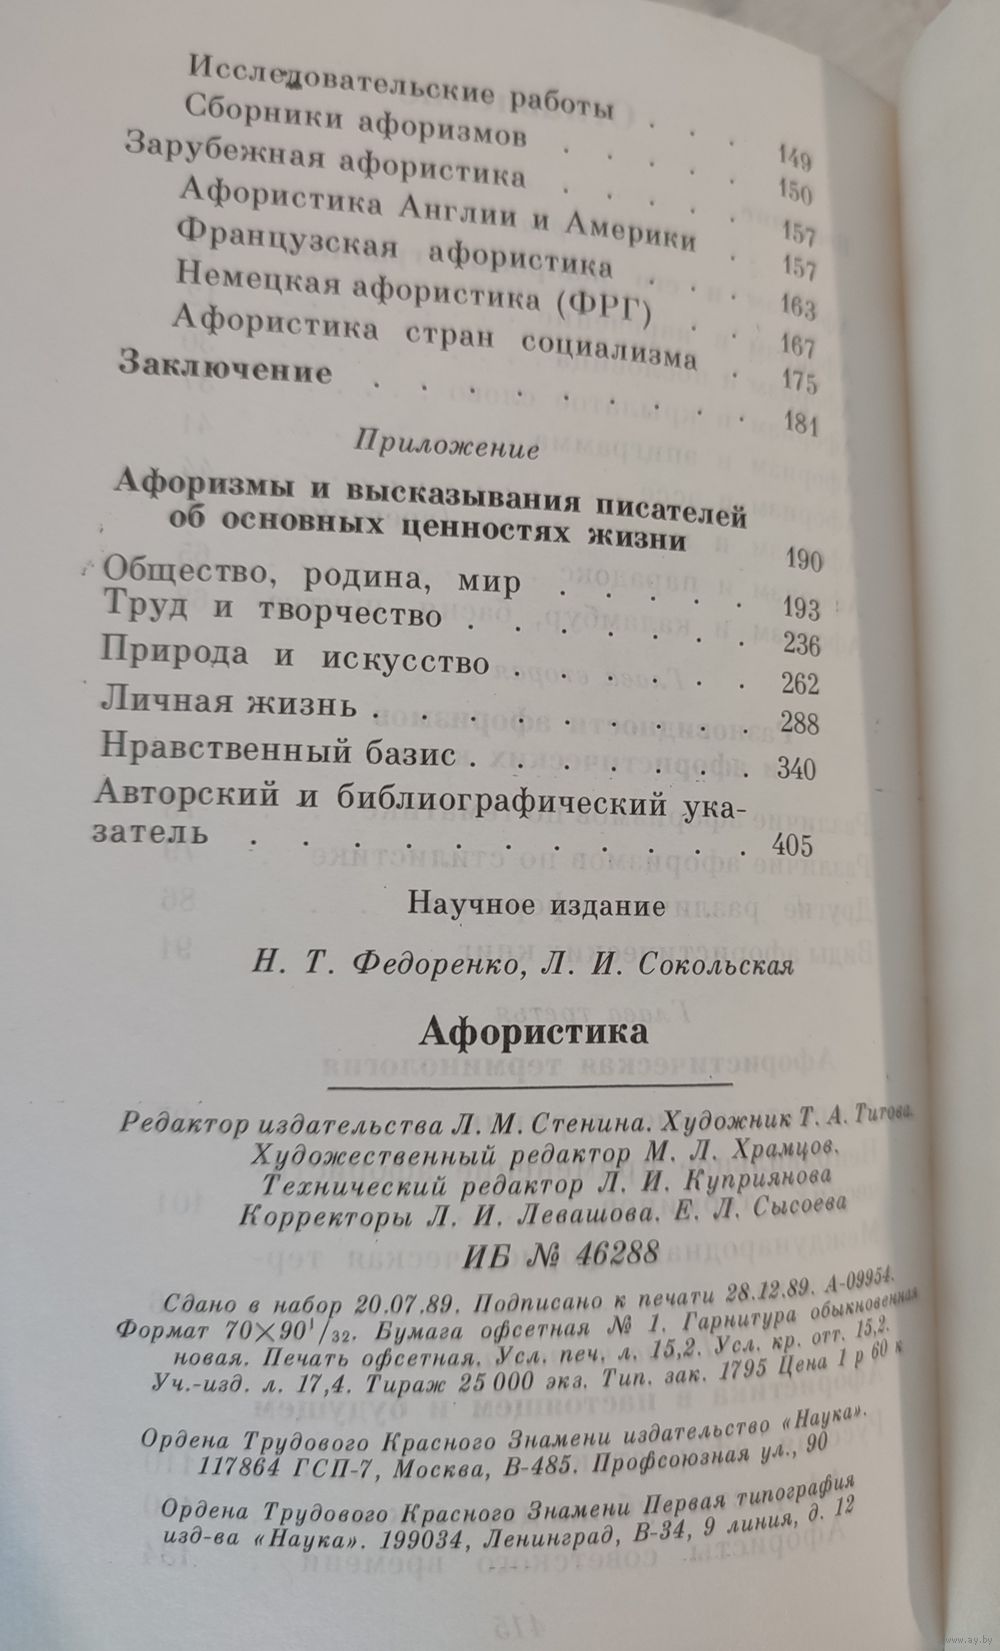 Исследовательские работы . . . 149
Сборники афоризмов . . . . . 150
Зарубежная афористика . . . . . 157
Афористика Англии и Америки . 157
Французская афористика . . . 163
Немецкая афористика (ФРГ) . . 167
Афористика стран социализма . 175
Заключение . . . . . . . . . 181
Приложение
Афоризмы и высказывания писателей
об основных ценностях жизни 190
Общество, родина, мир . . . . . 193
Труд и творчество . . . . . . . 236
Природа и искусство . . . . . . 262
Личная жизнь . . . . . . . . . 288
Нравственный базис . . . . . . . 340
Авторский и библиографический ука-
затель . . . . . . . . . . 405
Научное издание
Н. Т. Федоренко, Л. И. Сокольская
Афористика
Редактор издательства Л. М. Стенина. Художник Т. А. Титова.
Художественный редактор М. Л. Храмцов.
Технический редактор Л. И. Куприянова
Корректоры Л. И. Левашова. Е. Л. Сысоева
ИБ № 46288
Сдано в набор 20.07.89. Подписано к печати 28.12.89. А-09954.
Формат 70×90¹/₃₂. Бумага офсетная № 1. Гарнитура обыкновенная
новая. Печать офсетная. Усл. печ. л. 15,2. Усл. кр. отт. 15,2.
Уч.-изд. л. 17,4. Тираж 25 000 экз. Тип. зак. 1795 Цена 1 р 60 к
Ордена Трудового Красного Знамени издательство «Наука».
117864 ГСП-7, Москва, В-485. Профсоюзная ул., 90
Ордена Трудового Красного Знамени Первая типография
изд-ва «Наука». 199034, Ленинград, В-34, 9 линия, д. 12
www.ay.by